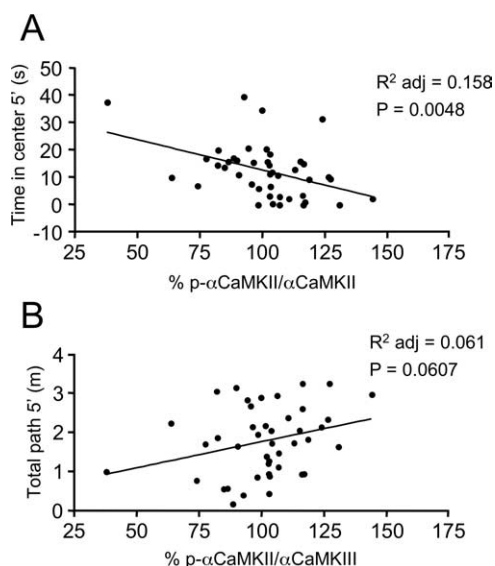 A
R² adj = 0.158
P = 0.0048
Time in center 5' (s)
50
40
30
20
10
0
-10
25
50
75
100
125
150
175
% p-αCaMKII/αCaMKII
B
R² adj = 0.061
P = 0.0607
Total path 5' (m)
4
3
2
1
0
25
50
75
100
125
150
175
% p-αCaMKII/αCaMKIII